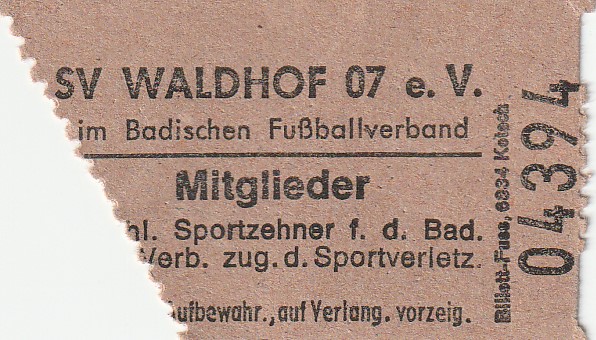 SV WALDHOF 07 e. V.
im Badischen Fußballverband
Mitglieder
hl. Sportzehner f. d. Bad.
Verb. zug. d. Sportverletz.
Aufbewahr., auf Verlang. vorzeig.
Billett-Fuss, 6834 Ketsch
04394